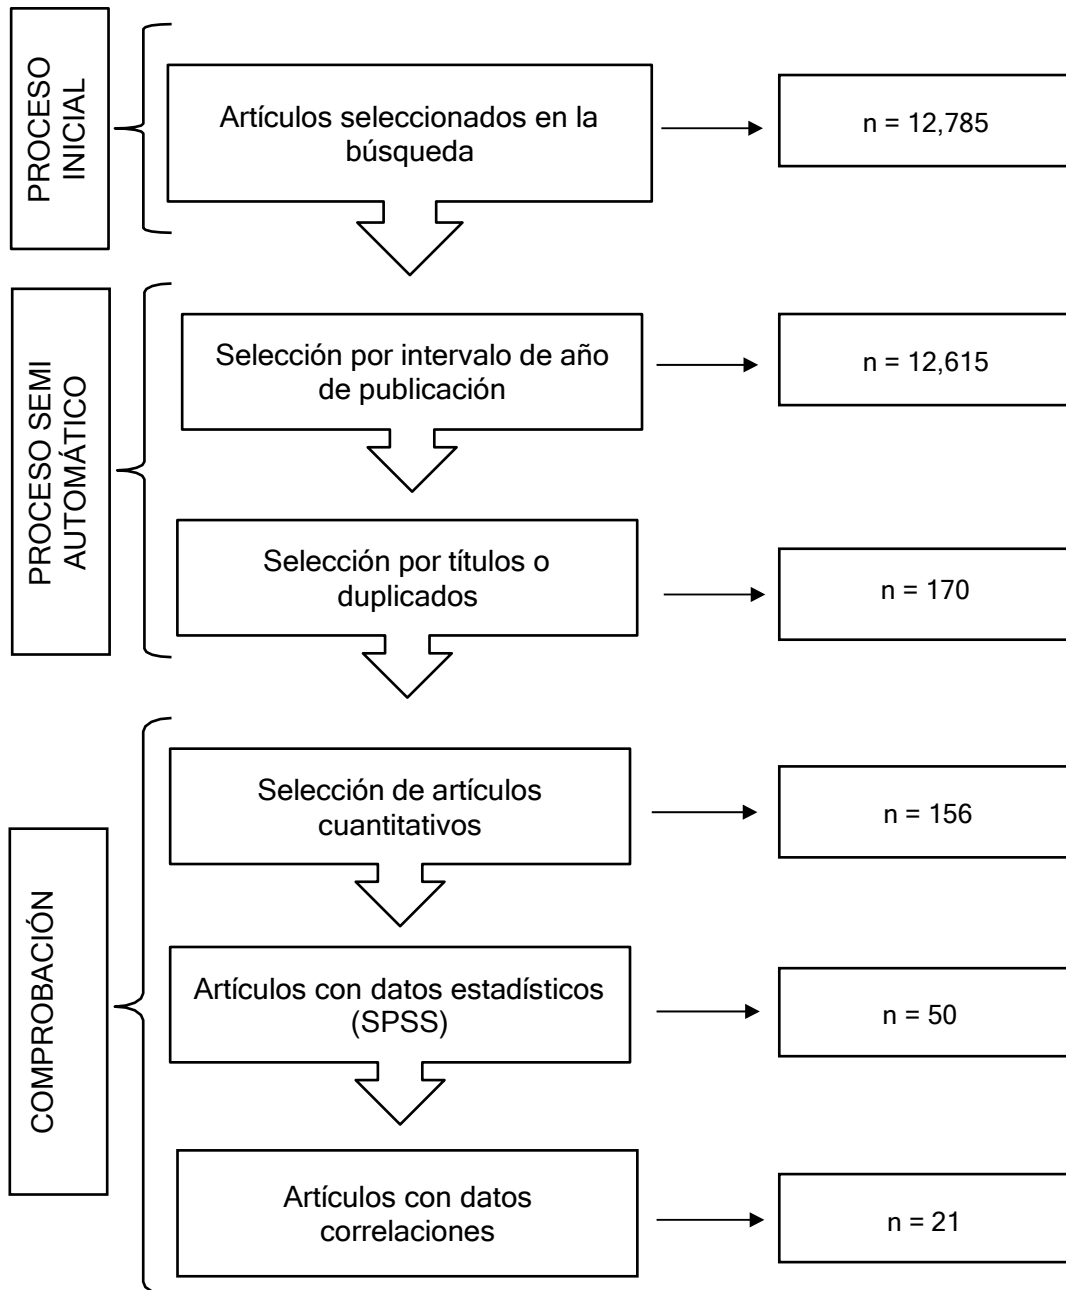 PROCESO
INICIAL
Artículos seleccionados en la
búsqueda
n = 12,785
PROCESO SEMI
AUTOMÁTICO
Selección por intervalo de año
de publicación
n = 12,615
Selección por títulos o
duplicados
n = 170
COMPROBACIÓN
Selección de artículos
cuantitativos
n = 156
Artículos con datos estadísticos
(SPSS)
n = 50
Artículos con datos
correlaciones
n = 21